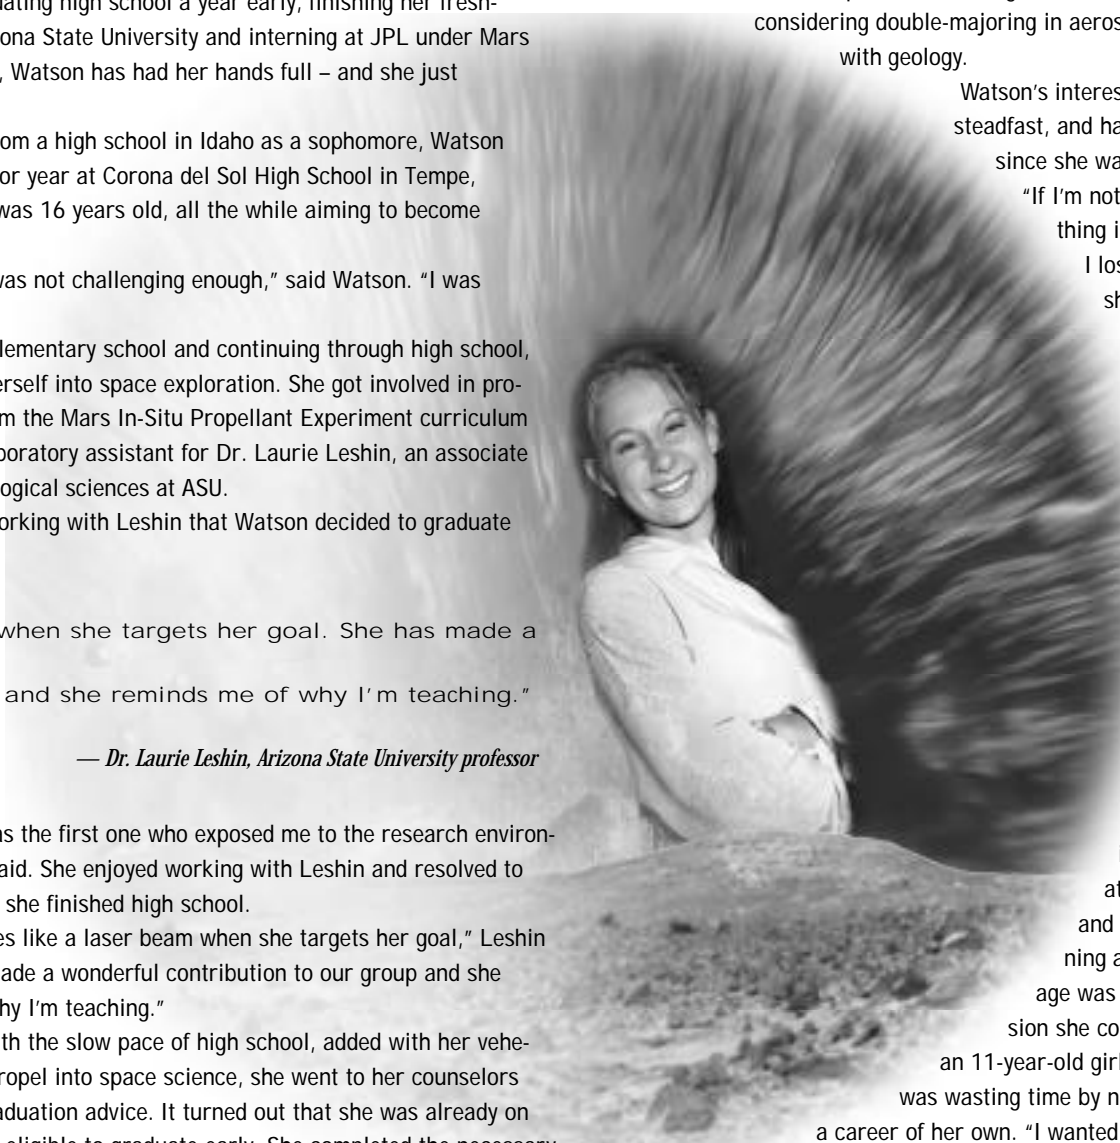 uating high school a year early, finishing her fresh-
ona State University and interning at JPL under Mars
, Watson has had her hands full – and she just
om a high school in Idaho as a sophomore, Watson
or year at Corona del Sol High School in Tempe,
was 16 years old, all the while aiming to become
was not challenging enough,” said Watson. “I was
lementary school and continuing through high school,
erself into space exploration. She got involved in pro-
m the Mars In-Situ Propellant Experiment curriculum
boratory assistant for Dr. Laurie Leshin, an associate
ogical sciences at ASU.
orking with Leshin that Watson decided to graduate
when she targets her goal. She has made a
and she reminds me of why I’m teaching.”
— Dr. Laurie Leshin, Arizona State University professor
as the first one who exposed me to the research environ-
aid. She enjoyed working with Leshin and resolved to
she finished high school.
es like a laser beam when she targets her goal,” Leshin
ade a wonderful contribution to our group and she
hy I’m teaching.”
th the slow pace of high school, added with her vehe-
ropel into space science, she went to her counselors
aduation advice. It turned out that she was already on
eligible to graduate early. She completed the necessary
considering double-majoring in aeros
with geology.
Watson’s interes
steadfast, and ha
since she wa
“If I’m not
thing i
I los
sh
at
and
ning a
age was
sion she co
an 11-year-old girl
was wasting time by n
a career of her own. “I wanted